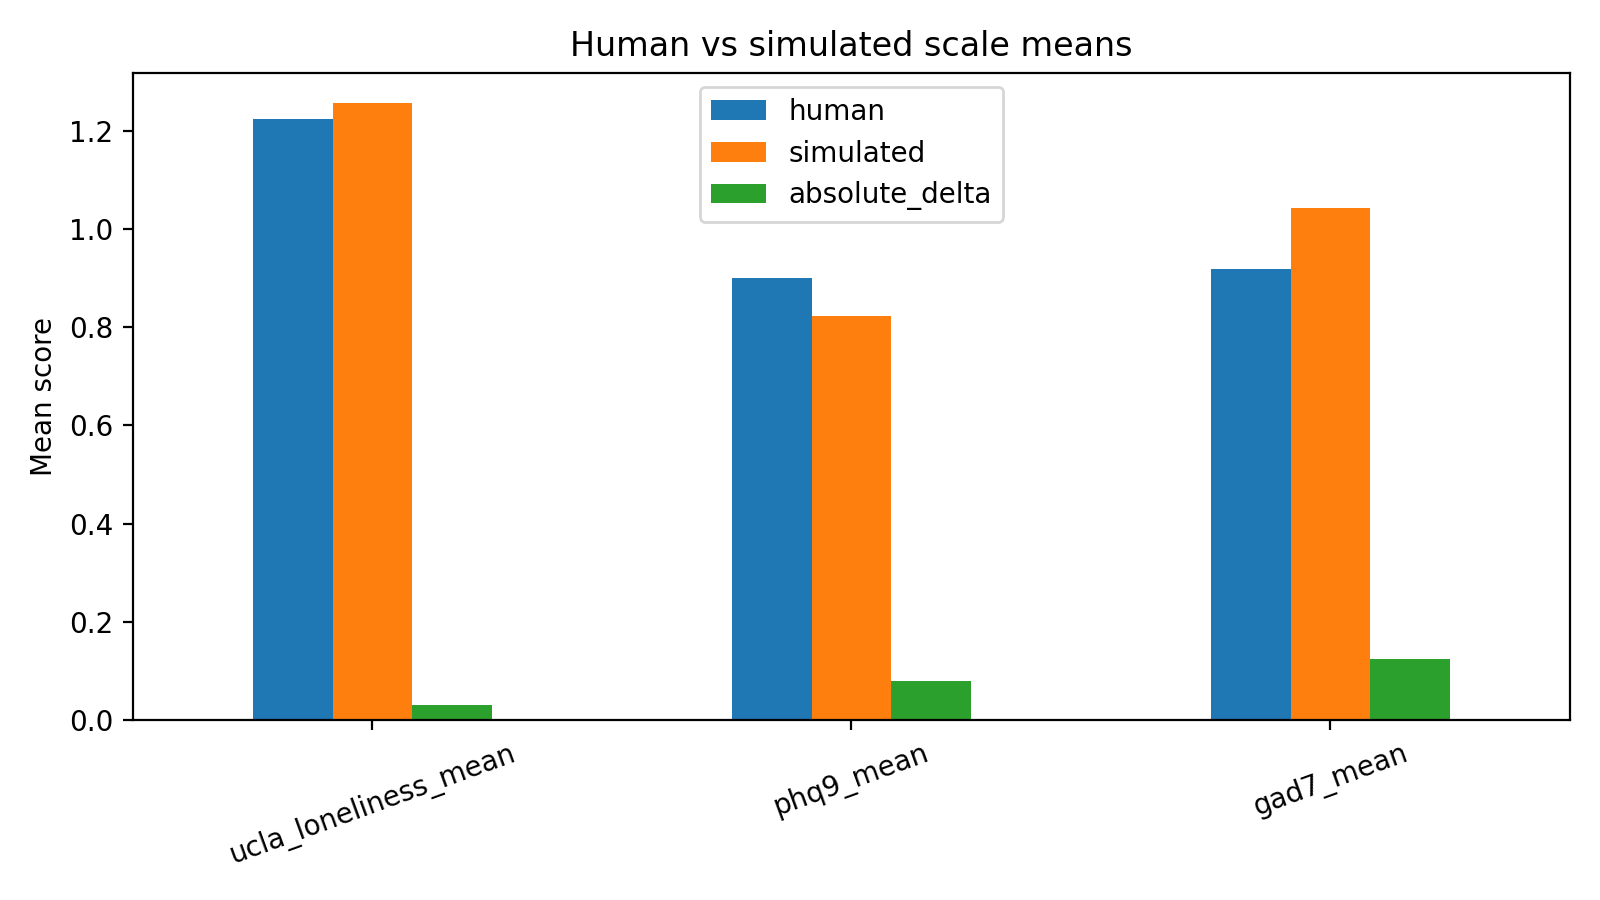 Human vs simulated scale means
human
simulated
absolute_delta
Mean score
1.2
1.0
0.8
0.6
0.4
0.2
0.0
ucla_loneliness_mean
phq9_mean
gad7_mean